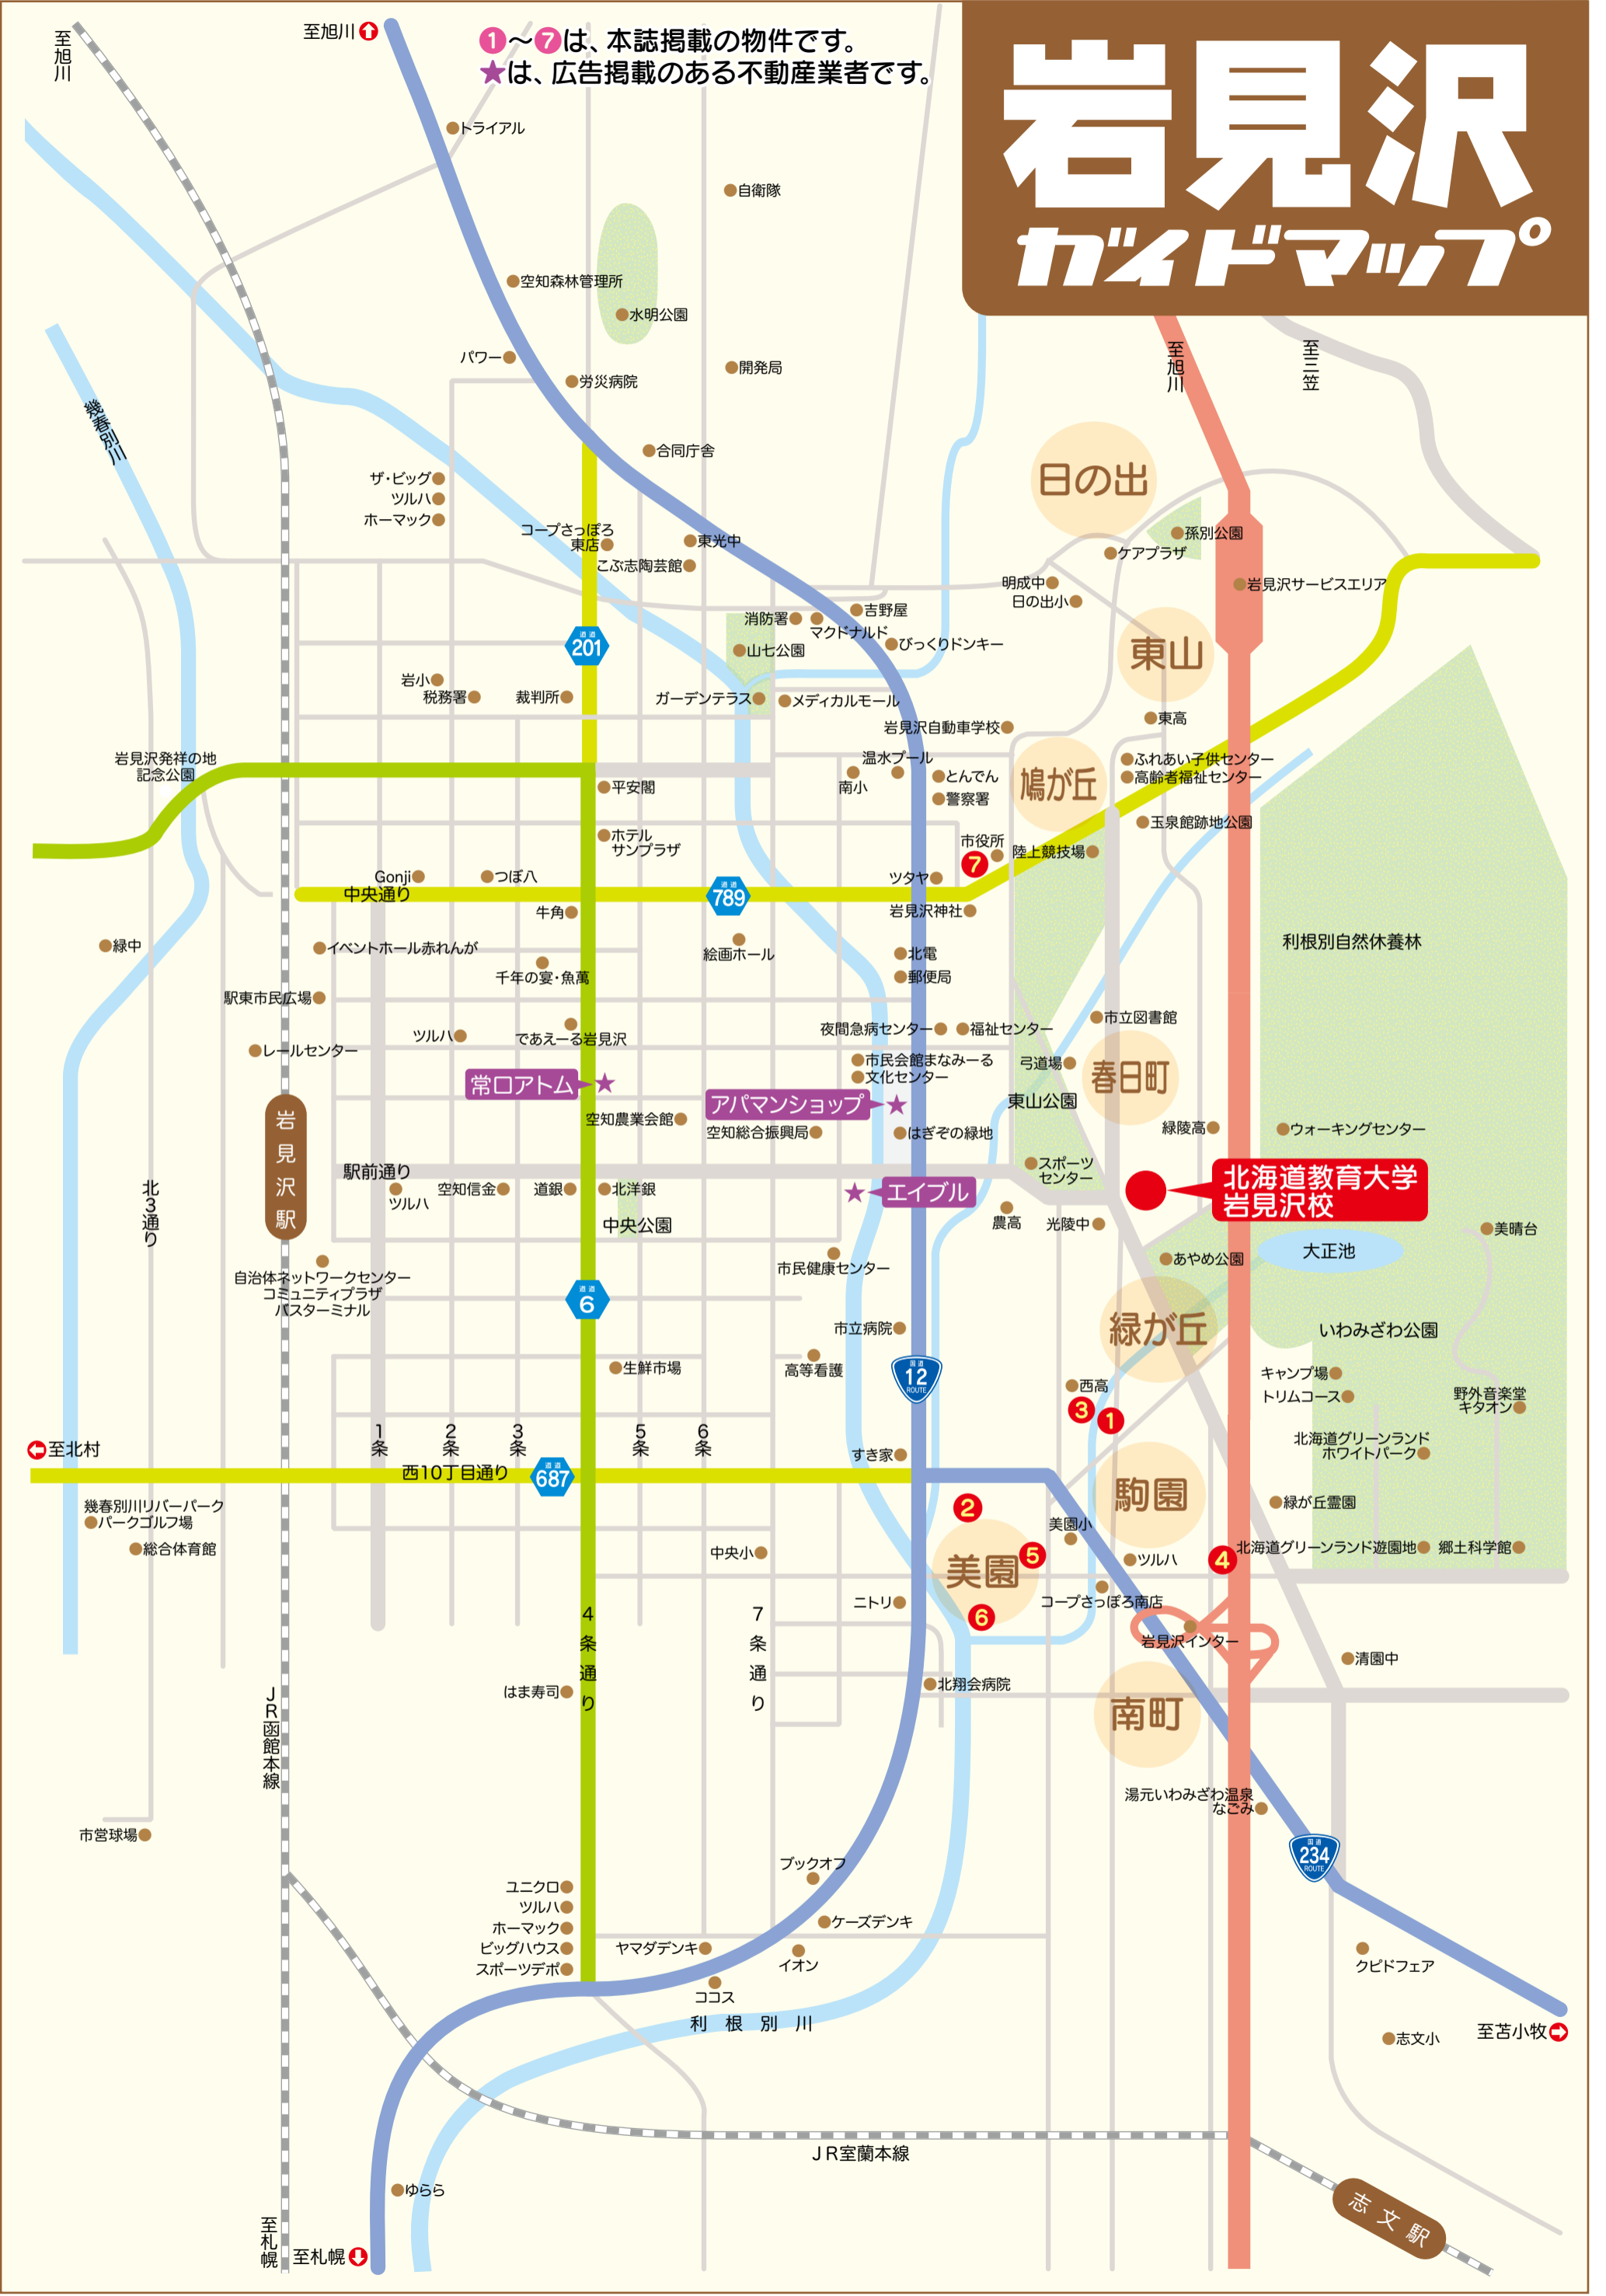 岩見沢
ガイドマップ
1〜7は、本誌掲載の物件です。
★は、広告掲載のある不動産業者です。
至旭川
至旭川
トライアル
自衛隊
空知森林管理所
水明公園
パワー
労災病院
開発局
至旭川
至三笠
幾春別川
合同庁舎
日の出
ザ・ビッグ
ツルハ
ホーマック
コープさっぽろ
東店
東光中
こぶ志陶芸館
孫別公園
ケアプラザ
明成中
日の出小
岩見沢サービスエリア
消防署
吉野屋
マクドナルド
びっくりドンキー
山七公園
道道
201
東山
岩小
税務署
裁判所
ガーデンテラス
メディカルモール
岩見沢自動車学校
東高
岩見沢発祥の地
記念公園
温水プール
南小
とんでん
警察署
鳩が丘
ふれあい子供センター
高齢者福祉センター
平安閣
玉泉館跡地公園
ホテル
サンプラザ
市役所
7
陸上競技場
Gonji
つぼ八
中央通り
道道
789
ツタヤ
牛角
岩見沢神社
緑中
イベントホール赤れんが
絵画ホール
北電
千年の宴・魚萬
郵便局
利根別自然休養林
駅東市民広場
ツルハ
であえーる岩見沢
夜間急病センター
福祉センター
市立図書館
レールセンター
市民会館まなみーる
文化センター
弓道場
春日町
常口アトム
アパマンショップ
東山公園
空知農業会館
空知総合振興局
はぎぞの緑地
緑陵高
ウォーキングセンター
岩見沢駅
駅前通り
スポーツ
センター
北海道教育大学
岩見沢校
ツルハ
空知信金
道銀
北洋銀
エイブル
北3通り
中央公園
農高
光陵中
美晴台
あやめ公園
大正池
自治体ネットワークセンター
コミュニティプラザ
バスターミナル
市民健康センター
道道
6
市立病院
緑が丘
いわみざわ公園
生鮮市場
高等看護
国道
12
ROUTE
キャンプ場
トリムコース
西高
3
1
野外音楽堂
キタオン
1条
2条
3条
5条
6条
至北村
西10丁目通り
道道
687
すき家
北海道グリーンランド
ホワイトパーク
駒園
幾春別川リバーパーク
パークゴルフ場
総合体育館
2
美園小
緑が丘霊園
中央小
美園
5
ツルハ
4
北海道グリーンランド遊園地
郷土科学館
ニトリ
6
コープさっぽろ南店
4条通り
7条通り
岩見沢インター
清園中
はま寿司
北翔会病院
南町
JR函館本線
湯元いわみざわ温泉
なごみ
市営球場
国道
234
ROUTE
ブックオフ
ユニクロ
ツルハ
ホーマック
ビッグハウス
スポーツデポ
ケーズデンキ
ヤマダデンキ
イオン
ココス
クピドフェア
利根別川
志文小
至苫小牧
JR室蘭本線
ゆらら
志文駅
至札幌
至札幌